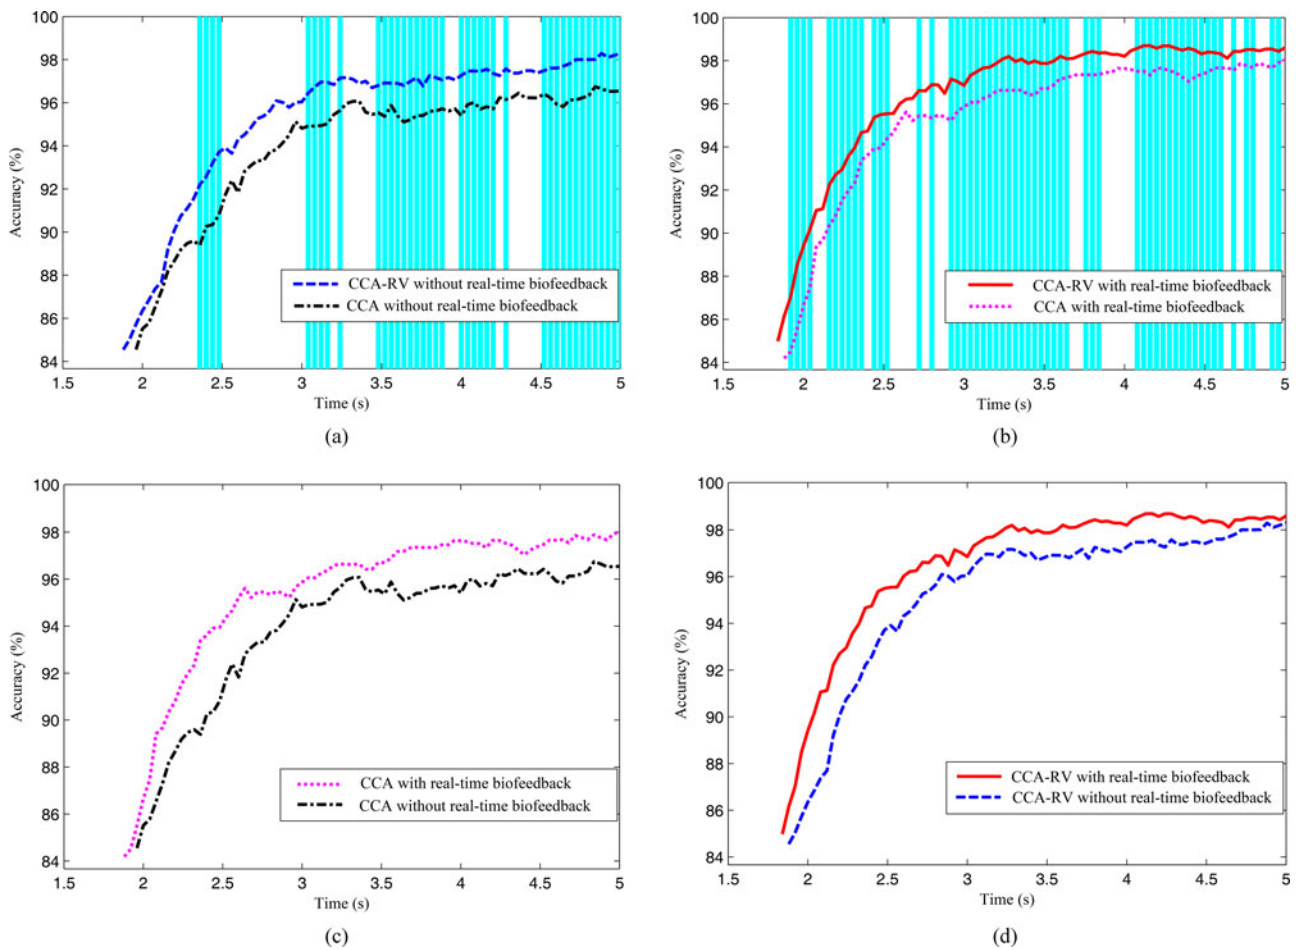 100
98
96
94
92
90
88
86
84
Accuracy (%)
CCA-RV without real-time biofeedback
CCA without real-time biofeedback
1.5 2 2.5 3 3.5 4 4.5 5
Time (s)
(a)
100
98
96
94
92
90
88
86
84
Accuracy (%)
CCA-RV with real-time biofeedback
CCA with real-time biofeedback
1.5 2 2.5 3 3.5 4 4.5 5
Time (s)
(b)
100
98
96
94
92
90
88
86
84
Accuracy (%)
CCA with real-time biofeedback
CCA without real-time biofeedback
1.5 2 2.5 3 3.5 4 4.5 5
Time (s)
(c)
100
98
96
94
92
90
88
86
84
Accuracy (%)
CCA-RV with real-time biofeedback
CCA-RV without real-time biofeedback
1.5 2 2.5 3 3.5 4 4.5 5
Time (s)
(d)